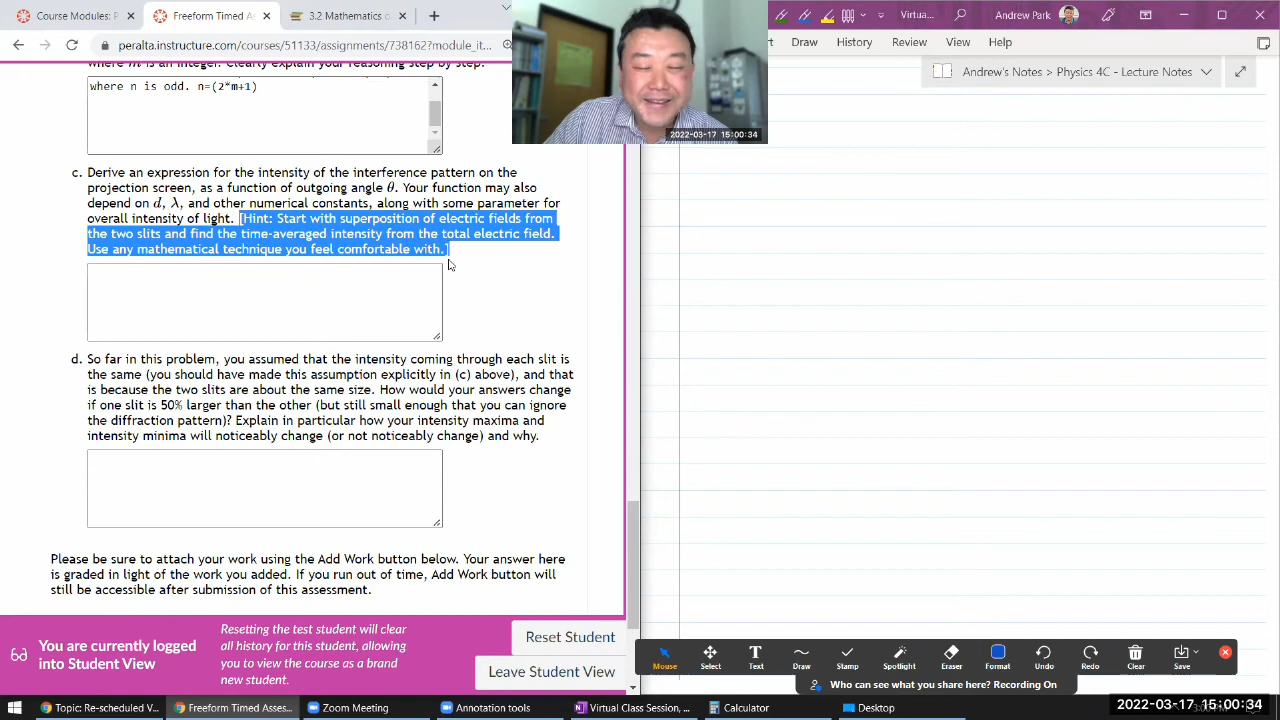 Course Modules: P
Freeform Timed As
3.2 Mathematical c
Virtua...
peralta.instructure.com/courses/51133/assignments/738162?module_it...
Draw
History
Review
View
Andrew's Notes > Physics 4C - Lecture Notes
2022-03-17 15:00:34
where m is an integer. Clearly explain your reasoning step by step.
where n is odd. n=(2*m+1)
c. Derive an expression for the intensity of the interference pattern on the
projection screen, as a function of outgoing angle θ. Your function may also
depend on d, λ, and other numerical constants, along with some parameter for
overall intensity of light. [Hint: Start with superposition of electric fields from
the two slits and find the time-averaged intensity from the total electric field.
Use any mathematical technique you feel comfortable with.]
d. So far in this problem, you assumed that the intensity coming through each slit is
the same (you should have made this assumption explicitly in (c) above), and that
is because the two slits are about the same size. How would your answers change
if one slit is 50% larger than the other (but still small enough that you can ignore
the diffraction pattern)? Explain in particular how your intensity maxima and
intensity minima will noticeably change (or not noticeably change) and why.
Please be sure to attach your work using the Add Work button below. Your answer here
is graded in light of the work you added. If you run out of time, Add Work button will
still be accessible after submission of this assessment.
You are currently logged
into Student View
Resetting the test student will clear
all history for this student, allowing
you to view the course as a brand
new student.
Reset Student
Leave Student View
Mouse
Select
Text
Draw
Stamp
Spotlight
Eraser
Format
Undo
Redo
Clear
Save
Who can see what you share here? Recording On
Topic: Re-scheduled V...
Freeform Timed Asses...
Zoom Meeting
Annotation tools
Virtual Class Session, ...
Calculator
Desktop
2022-03-17 15:00:34